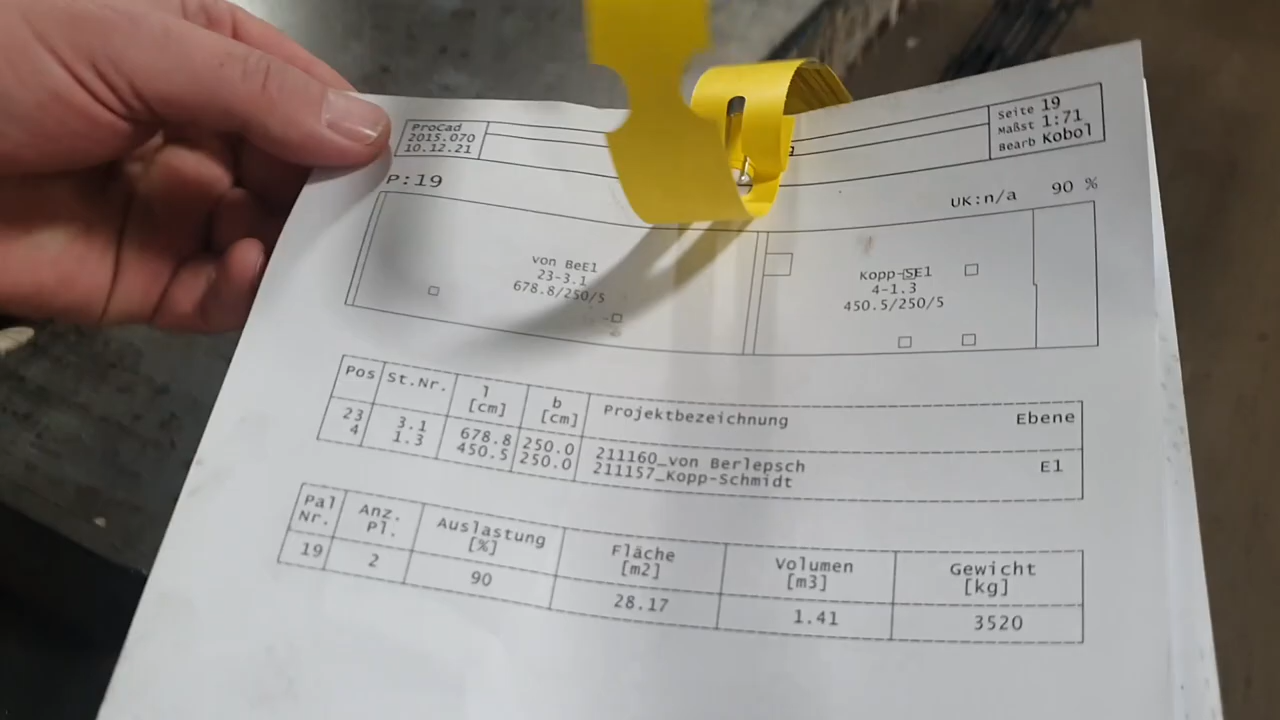 ProCad
2015.070
10.12.21
Seite 19
Maßst 1:71
Bearb Kobol
P:19
UK:n/a 90 %
von BeE1
23-3.1
678.8/250/5
Kopp-SE1
4-1.3
450.5/250/5
Pos St.Nr. l [cm] b [cm] Projektbezeichnung Ebene
23 3.1 678.8 250.0 211160_von Berlepsch E1
4 1.3 450.5 250.0 211157_Kopp-Schmidt
Pal Nr. Anz. Pl. Auslastung [%] Fläche [m2] Volumen [m3] Gewicht [kg]
19 2 90 28.17 1.41 3520